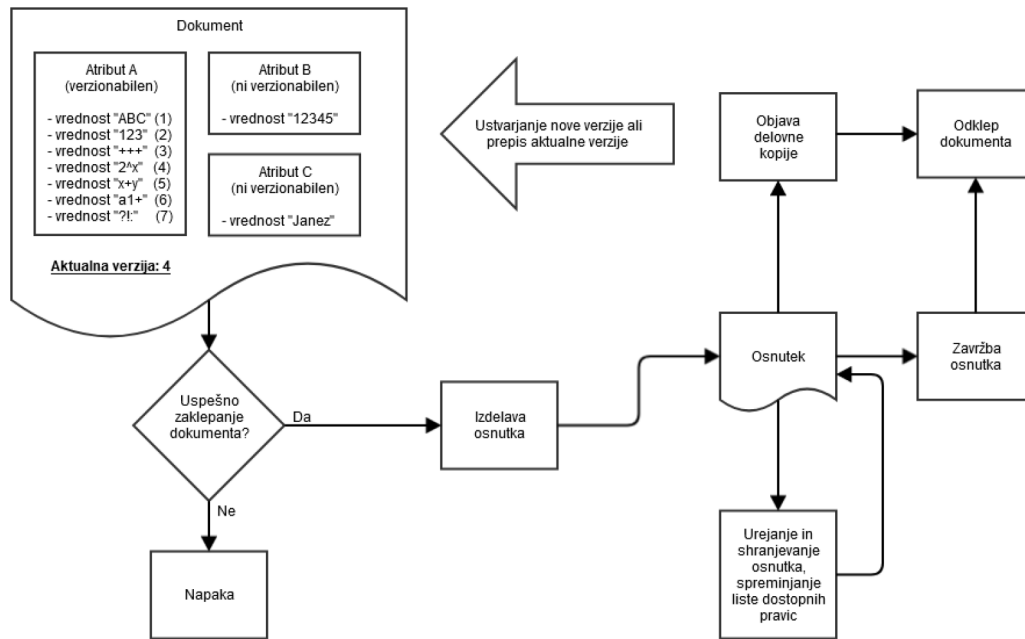 Dokument
Atribut A
(verzionabilen)
- vrednost "ABC" (1)
- vrednost "123" (2)
- vrednost "+++" (3)
- vrednost "2^x" (4)
- vrednost "x+y" (5)
- vrednost "a1+" (6)
- vrednost "?!:" (7)
Atribut B
(ni verzionabilen)
- vrednost "12345"
Atribut C
(ni verzionabilen)
- vrednost "Janez"
Aktualna verzija: 4
Ustvarjanje nove verzije ali
prepis aktualne verzije
Objava
delovne
kopije
Odklep
dokumenta
Uspešno
zaklepanje
dokumenta?
Da
Ne
Napaka
Izdelava
osnutka
Osnutek
Zavržba
osnutka
Urejanje in
shranjevanje
osnutka,
spreminjanje
liste dostopnih
pravic